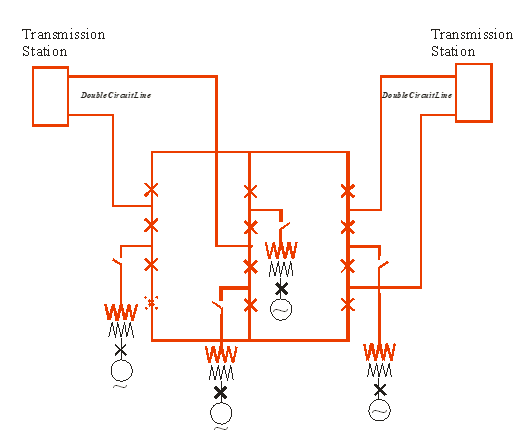 Transmission
Station
Transmission
Station
DoubleCircuitLine
DoubleCircuitLine